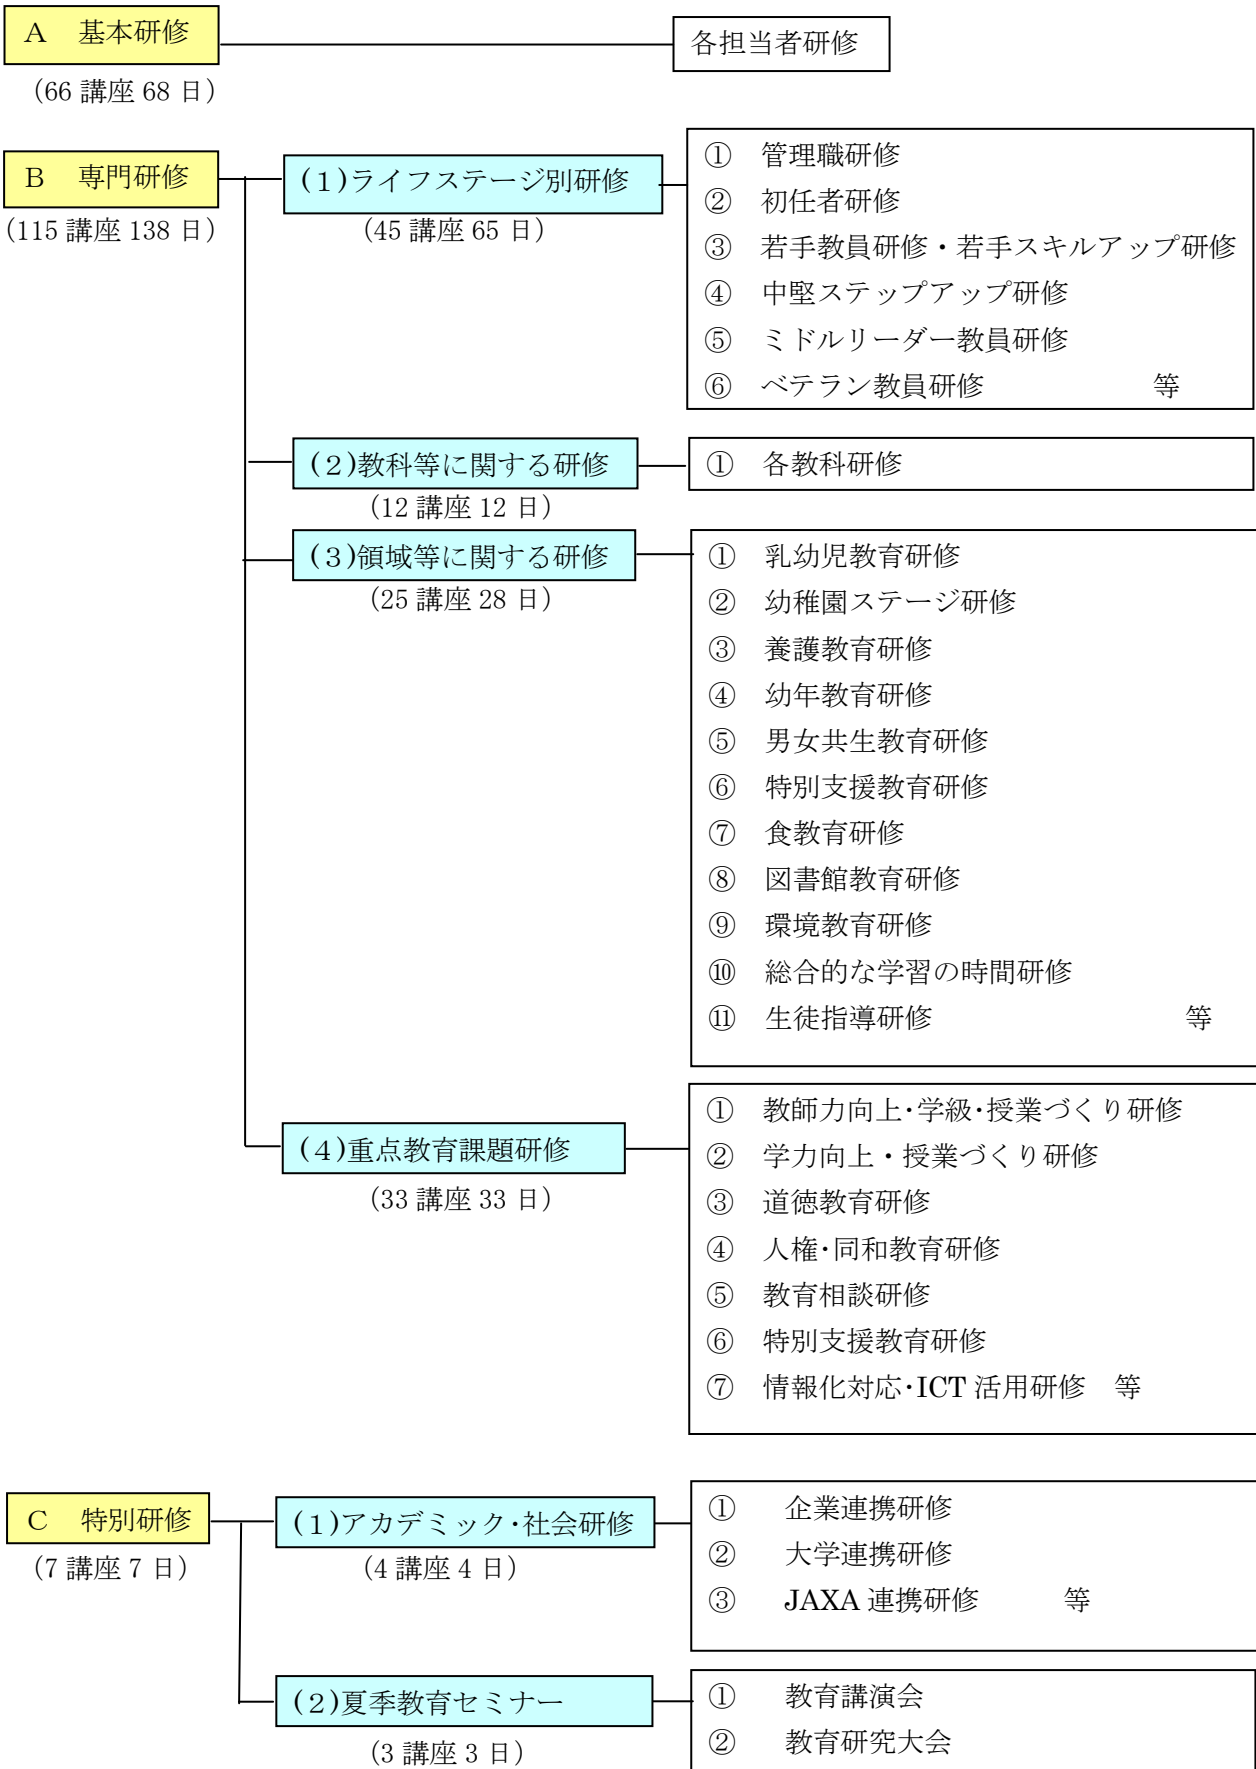 A　基本研修
各担当者研修
（66 講座 68 日）
B　専門研修
（115 講座 138 日）
(１)ライフステージ別研修
（45 講座 65 日）
①　管理職研修
②　初任者研修
③　若手教員研修・若手スキルアップ研修
④　中堅ステップアップ研修
⑤　ミドルリーダー教員研修
⑥　ベテラン教員研修　　　　　　等
(２)教科等に関する研修
（12 講座 12 日）
①　各教科研修
(３)領域等に関する研修
（25 講座 28 日）
①　乳幼児教育研修
②　幼稚園ステージ研修
③　養護教育研修
④　幼年教育研修
⑤　男女共生教育研修
⑥　特別支援教育研修
⑦　食教育研修
⑧　図書館教育研修
⑨　環境教育研修
⑩　総合的な学習の時間研修
⑪　生徒指導研修　　　　　　　　　等
(４)重点教育課題研修
（33 講座 33 日）
①　教師力向上･学級･授業づくり研修
②　学力向上・授業づくり研修
③　道徳教育研修
④　人権･同和教育研修
⑤　教育相談研修
⑥　特別支援教育研修
⑦　情報化対応･ICT 活用研修　等
C　特別研修
（7 講座 7 日）
(１)アカデミック･社会研修
（4 講座 4 日）
①　企業連携研修
②　大学連携研修
③　JAXA 連携研修　　　等
(２)夏季教育セミナー
（3 講座 3 日）
①　教育講演会
②　教育研究大会